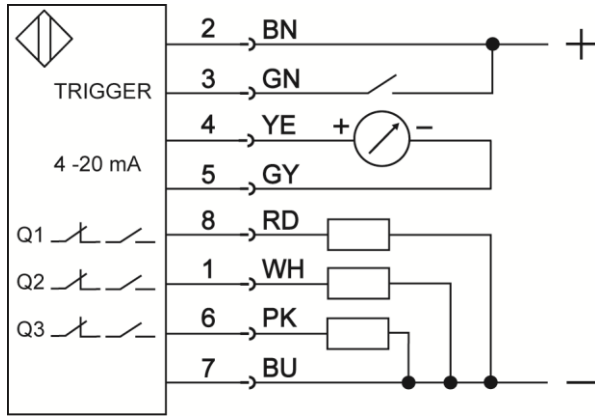 2 BN +
TRIGGER 3 GN
4 YE + −
4 -20 mA
5 GY
Q1 8 RD
Q2 1 WH
Q3 6 PK
7 BU −